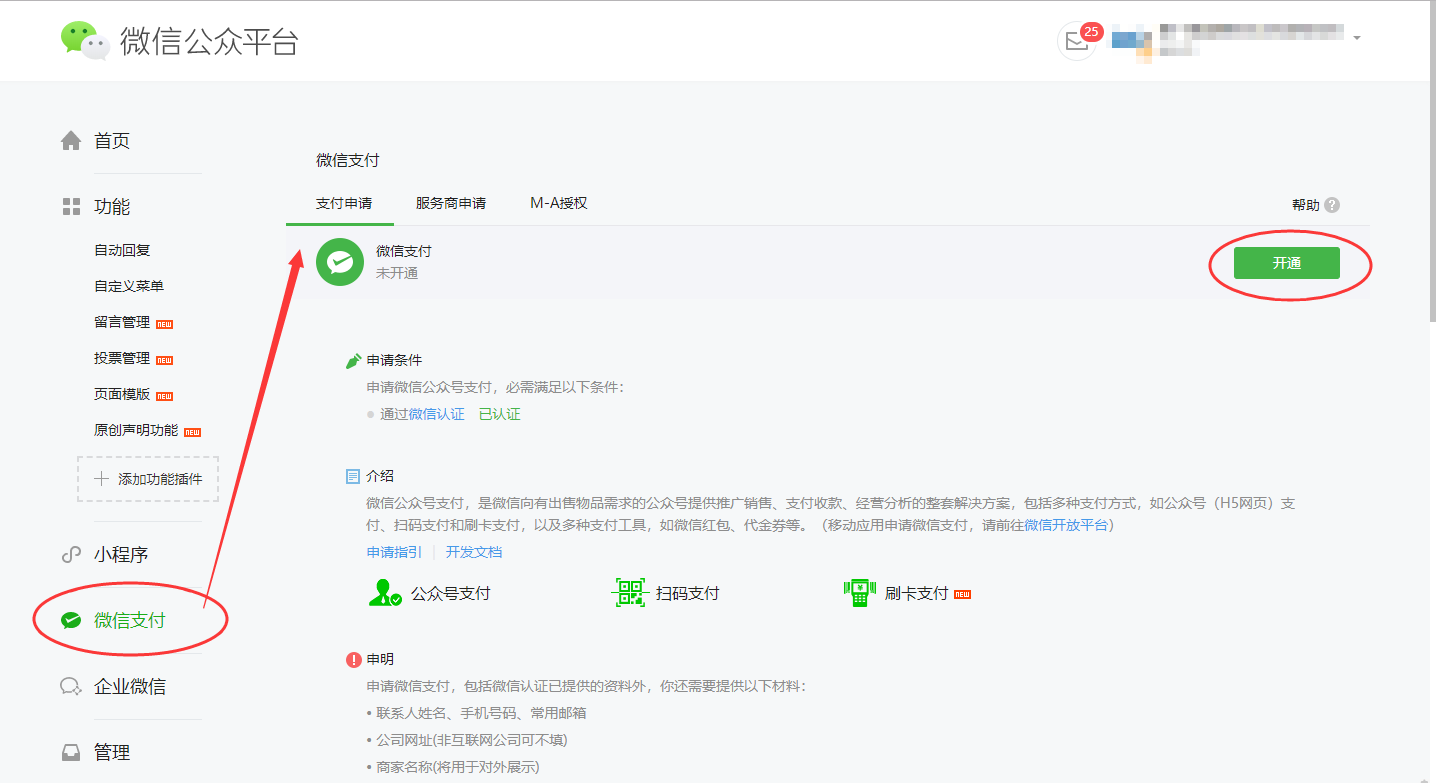 微信公众平台
25
首页
功能
自动回复
自定义菜单
留言管理 NEW
投票管理 NEW
页面模版 NEW
原创声明功能 NEW
添加功能插件
小程序
微信支付
企业微信
管理
微信支付
支付申请 服务商申请 M-A授权 帮助 ?
微信支付
未开通
开通
申请条件
申请微信公众号支付，必需满足以下条件：
通过微信认证 已认证
介绍
微信公众号支付，是微信向有出售物品需求的公众号提供推广销售、支付收款、经营分析的整套解决方案，包括多种支付方式，如公众号（H5网页）支
付、扫码支付和刷卡支付，以及多种支付工具，如微信红包、代金券等。（移动应用申请微信支付，请前往微信开放平台）
申请指引 | 开发文档
公众号支付 扫码支付 刷卡支付 NEW
申明
申请微信支付，包括微信认证已提供的资料外，你还需要提供以下材料：
• 联系人姓名、手机号码、常用邮箱
• 公司网址(非互联网公司可不填)
• 商家名称(将用于对外展示)